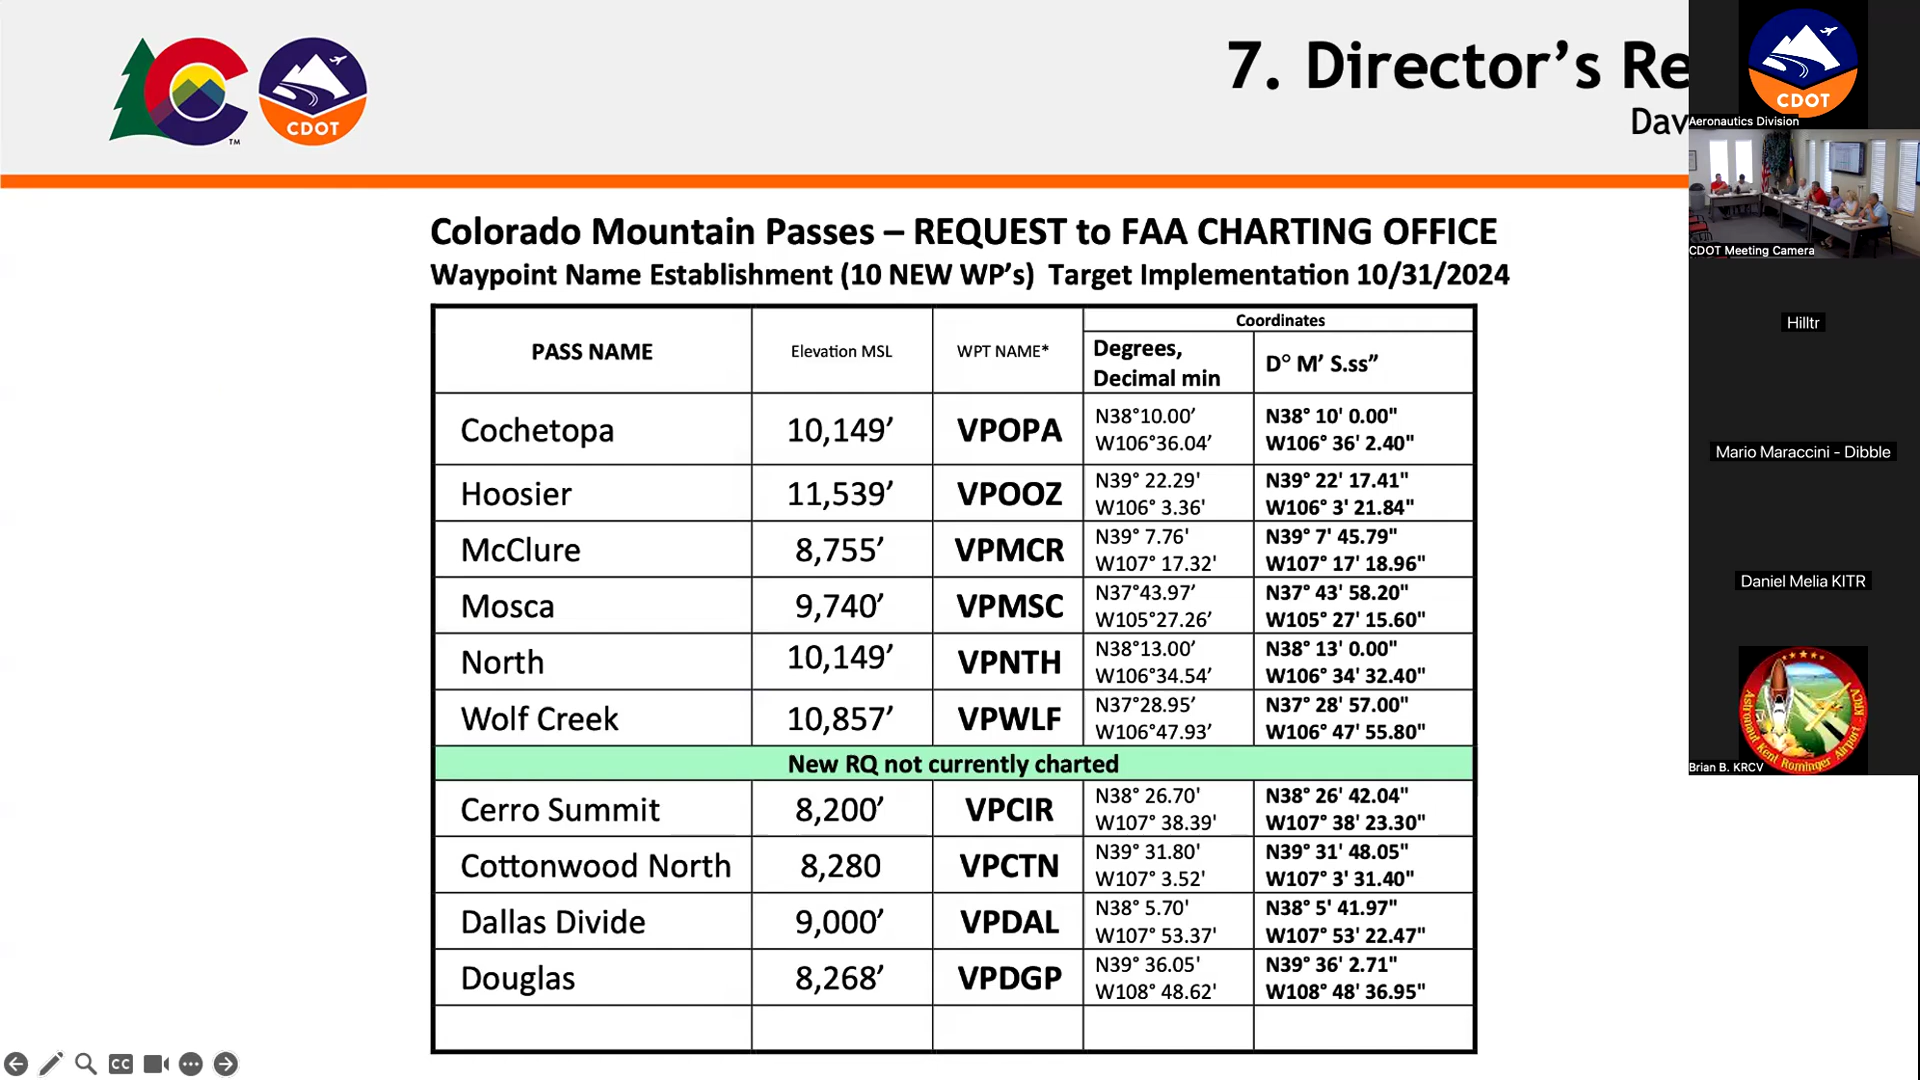 TM
CDOT
7. Director's Re
Dav
Colorado Mountain Passes – REQUEST to FAA CHARTING OFFICE
Waypoint Name Establishment (10 NEW WP's) Target Implementation 10/31/2024
PASS NAME
Elevation MSL
WPT NAME*
Coordinates
Degrees,
Decimal min
D° M' S.ss"
Cochetopa
10,149'
VPOPA
N38°10.00'
W106°36.04'
N38° 10' 0.00"
W106° 36' 2.40"
Hoosier
11,539'
VPOOZ
N39° 22.29'
W106° 3.36'
N39° 22' 17.41"
W106° 3' 21.84"
McClure
8,755'
VPMCR
N39° 7.76'
W107° 17.32'
N39° 7' 45.79"
W107° 17' 18.96"
Mosca
9,740'
VPMSC
N37°43.97'
W105°27.26'
N37° 43' 58.20"
W105° 27' 15.60"
North
10,149'
VPNTH
N38°13.00'
W106°34.54'
N38° 13' 0.00"
W106° 34' 32.40"
Wolf Creek
10,857'
VPWLF
N37°28.95'
W106°47.93'
N37° 28' 57.00"
W106° 47' 55.80"
New RQ not currently charted
Cerro Summit
8,200'
VPCIR
N38° 26.70'
W107° 38.39'
N38° 26' 42.04"
W107° 38' 23.30"
Cottonwood North
8,280
VPCTN
N39° 31.80'
W107° 3.52'
N39° 31' 48.05"
W107° 3' 31.40"
Dallas Divide
9,000'
VPDAL
N38° 5.70'
W107° 53.37'
N38° 5' 41.97"
W107° 53' 22.47"
Douglas
8,268'
VPDGP
N39° 36.05'
W108° 48.62'
N39° 36' 2.71"
W108° 48' 36.95"
CC
CDOT
Aeronautics Division
CDOT Meeting Camera
Hilltr
Mario Maraccini - Dibble
Daniel Melia KITR
Astronaut Kent Rominger Airport - KRCV
Brian B. KRCV